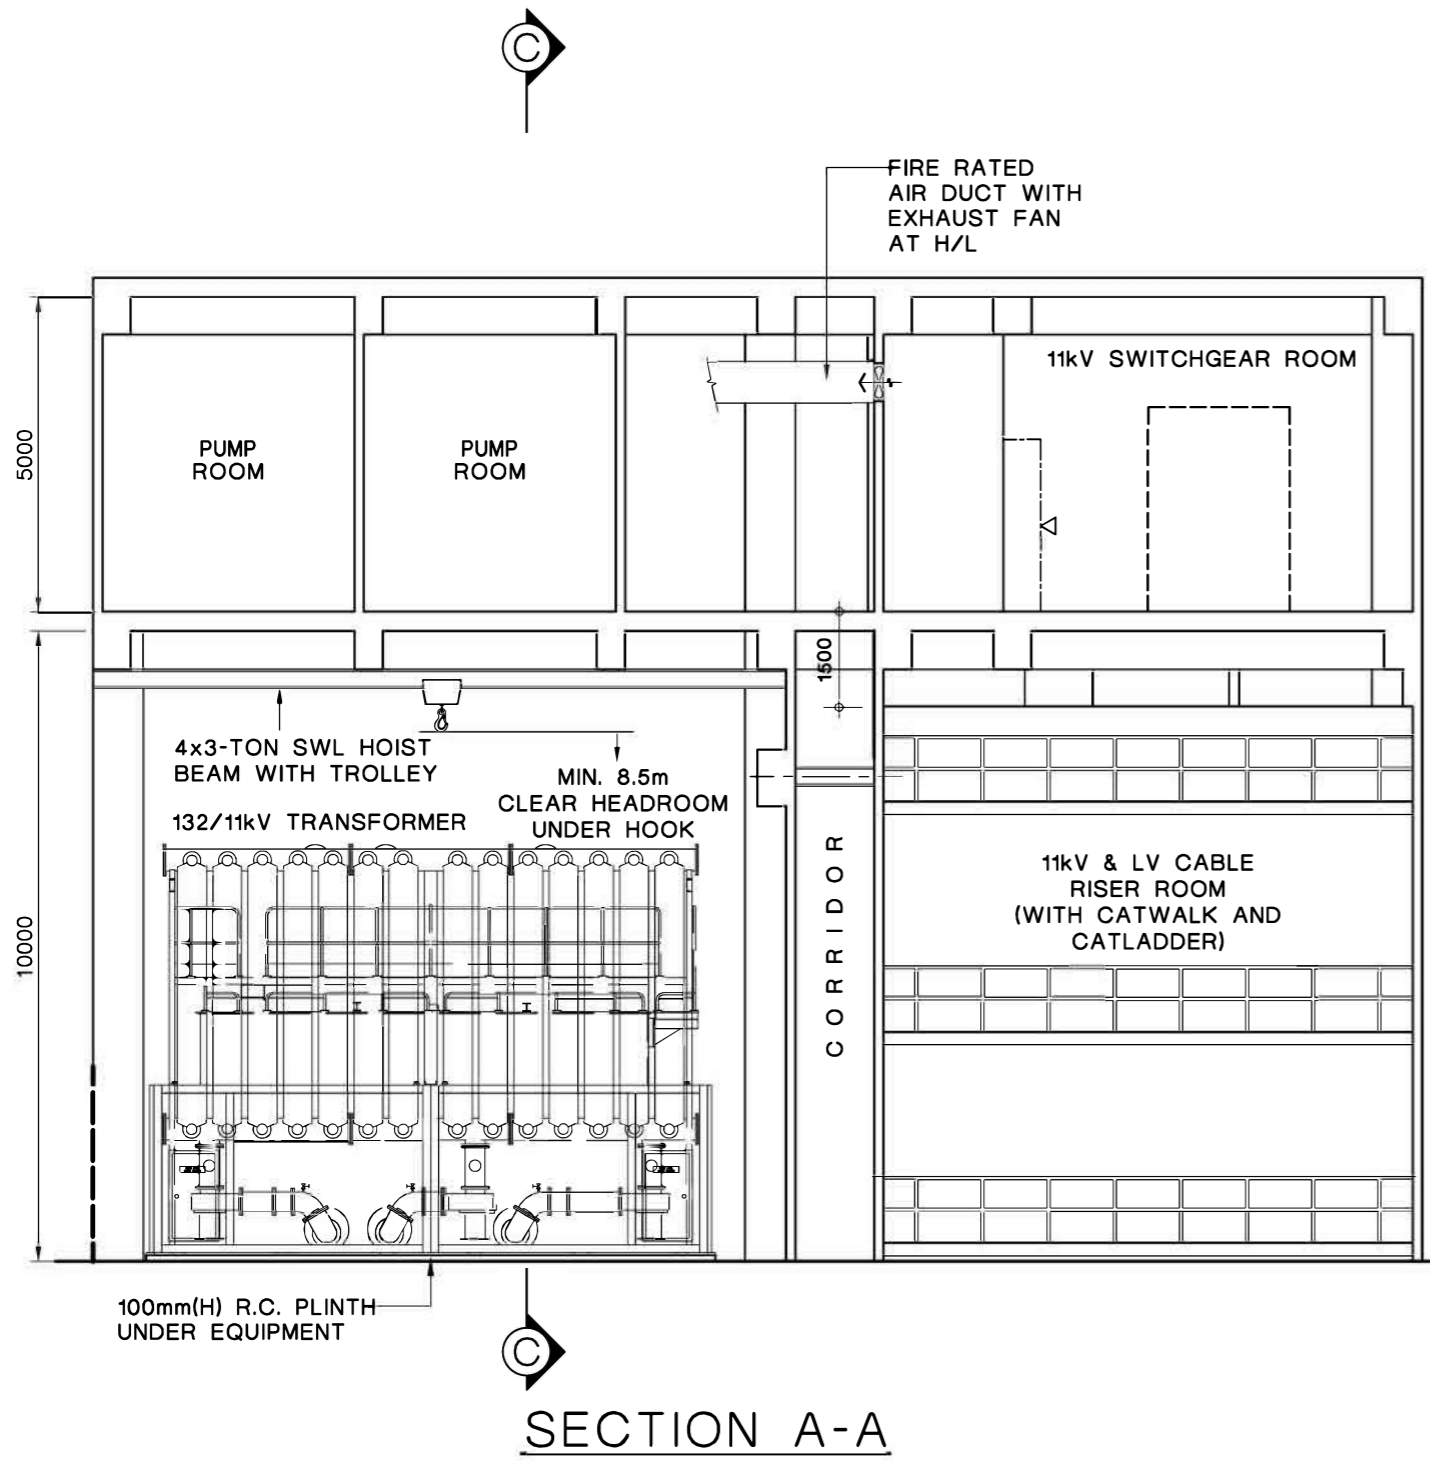 C
FIRE RATED
AIR DUCT WITH
EXHAUST FAN
AT H/L
11kV SWITCHGEAR ROOM
5000
PUMP
ROOM
PUMP
ROOM
1500
4x3-TON SWL HOIST
BEAM WITH TROLLEY
MIN. 8.5m
CLEAR HEADROOM
UNDER HOOK
132/11kV TRANSFORMER
10000
CORRIDOR
11kV & LV CABLE
RISER ROOM
(WITH CATWALK AND
CATLADDER)
100mm(H) R.C. PLINTH
UNDER EQUIPMENT
C
SECTION A-A